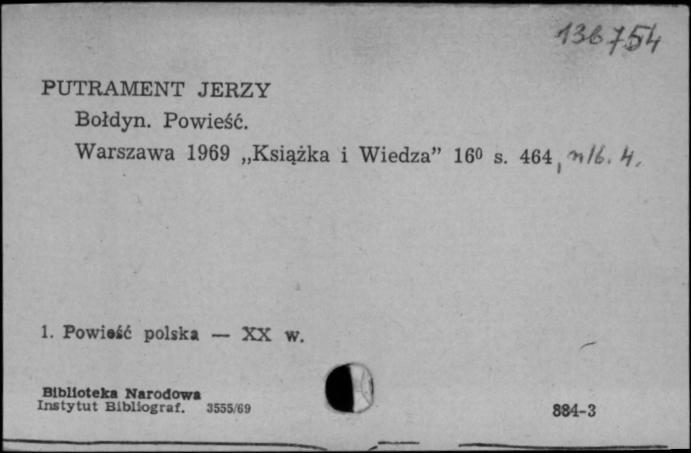 136754
PUTRAMENT JERZY
Bołdyn. Powieść.
Warszawa 1969 „Książka i Wiedza” 16⁰ s. 464, nlb. 4.
1. Powieść polska — XX w.
Biblioteka Narodowa
Instytut Bibliograf. 3555/69
884-3